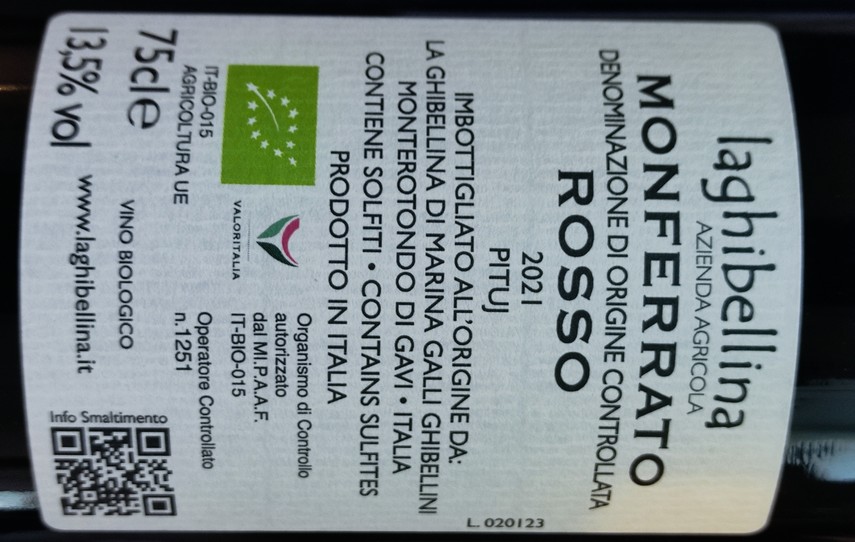 laghibellina
AZIENDA AGRICOLA
MONFERRATO
DENOMINAZIONE DI ORIGINE CONTROLLATA
ROSSO
2021
PITUJ
IMBOTTIGLIATO ALL'ORIGINE DA:
LA GHIBELLINA DI MARINA GALLI GHIBELLINI
MONTEROTONDO DI GAVI • ITALIA
CONTIENE SOLFITI • CONTAINS SULFITES
PRODOTTO IN ITALIA
L. 020123
IT-BIO-015
AGRICOLTURA UE
VALORITALIA
Organismo di Controllo
autorizzato
dal MI.P.A.A.F.
IT-BIO-015
Operatore Controllato
n. 1251
75cl e
VINO BIOLOGICO
13,5% vol
www.laghibellina.it
Info Smaltimento